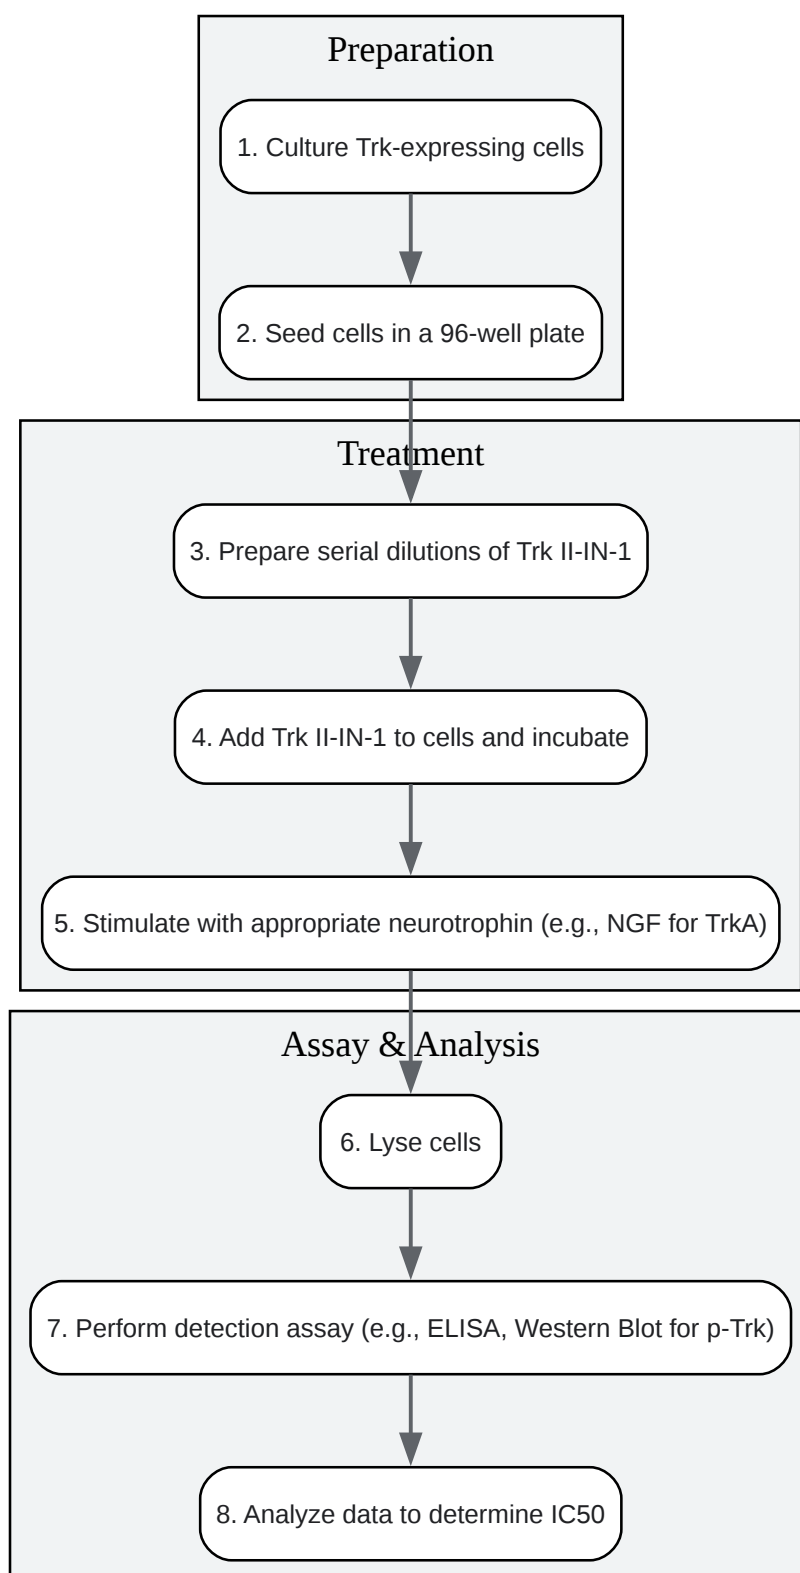 Preparation
1. Culture Trk-expressing cells
2. Seed cells in a 96-well plate
Treatment
3. Prepare serial dilutions of Trk II-IN-1
4. Add Trk II-IN-1 to cells and incubate
5. Stimulate with appropriate neurotrophin (e.g., NGF for TrkA)
Assay & Analysis
6. Lyse cells
7. Perform detection assay (e.g., ELISA, Western Blot for p-Trk)
8. Analyze data to determine IC50